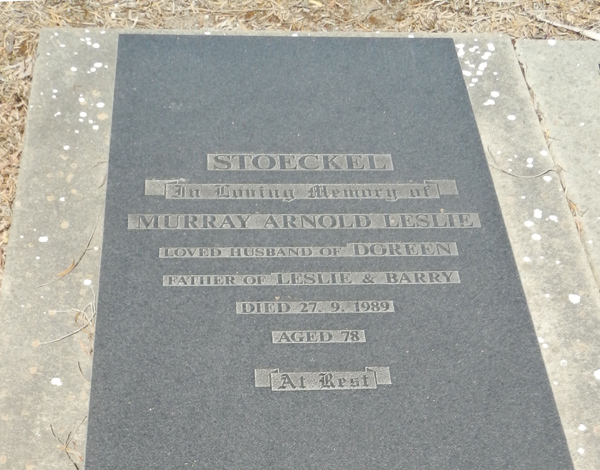 STOECKEL
In Loving Memory of
MURRAY ARNOLD LESLIE
LOVED HUSBAND OF DOREEN
FATHER OF LESLIE & BARRY
DIED 27. 9. 1989
AGED 78
At Rest